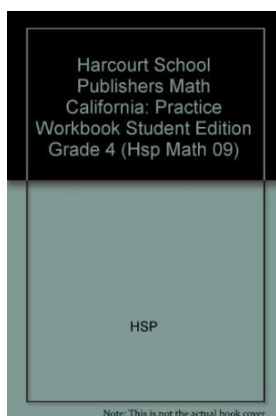 Harcourt School
Publishers Math
California: Practice
Workbook Student Edition
Grade 4 (Hsp Math 09)
HSP
Note: This is not the actual book cover